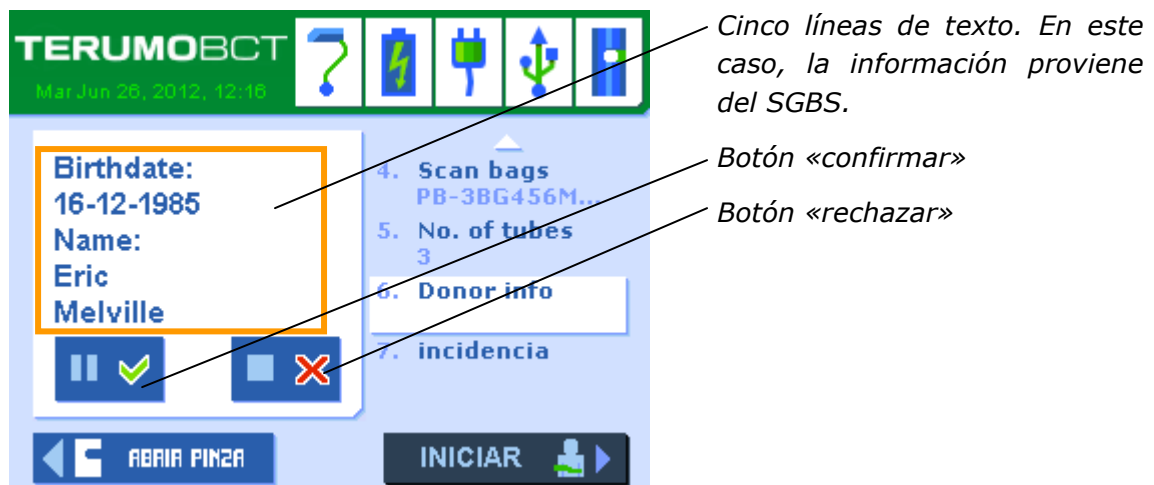 TERUMOBCT
Mar Jun 26, 2012, 12:16
Birthdate:
16-12-1985
Name:
Eric
Melville
4. Scan bags
PB-3BG456M...
5. No. of tubes
3
6. Donor info
7. incidencia
ABRIR PINZA
INICIAR
Cinco líneas de texto. En este
caso, la información proviene
del SGBS.
Botón «confirmar»
Botón «rechazar»